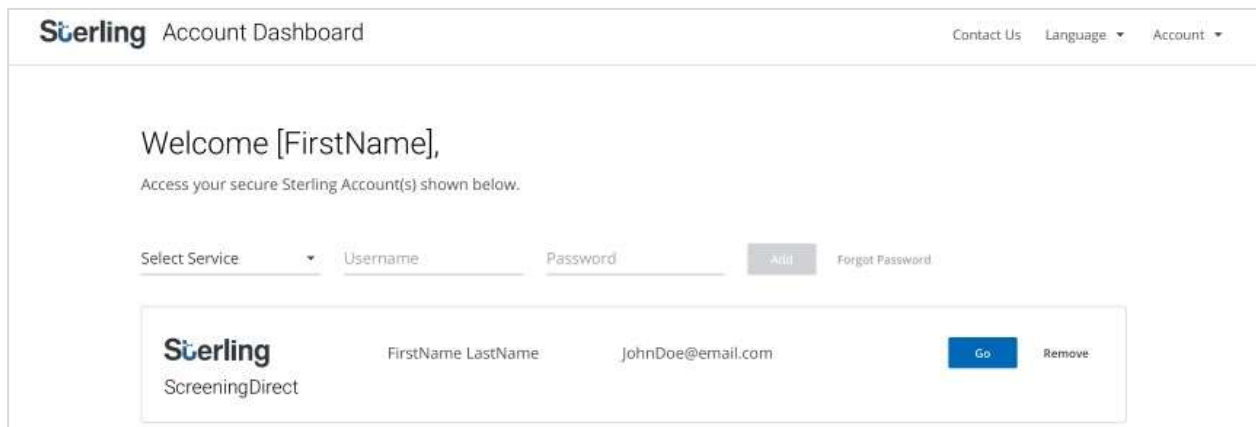 Sterling Account Dashboard Contact Us Language Account
Welcome [FirstName],
Access your secure Sterling Account(s) shown below.
Select Service Username Password Add Forgot Password
Sterling FirstName LastName JohnDoe@email.com Go Remove
ScreeningDirect